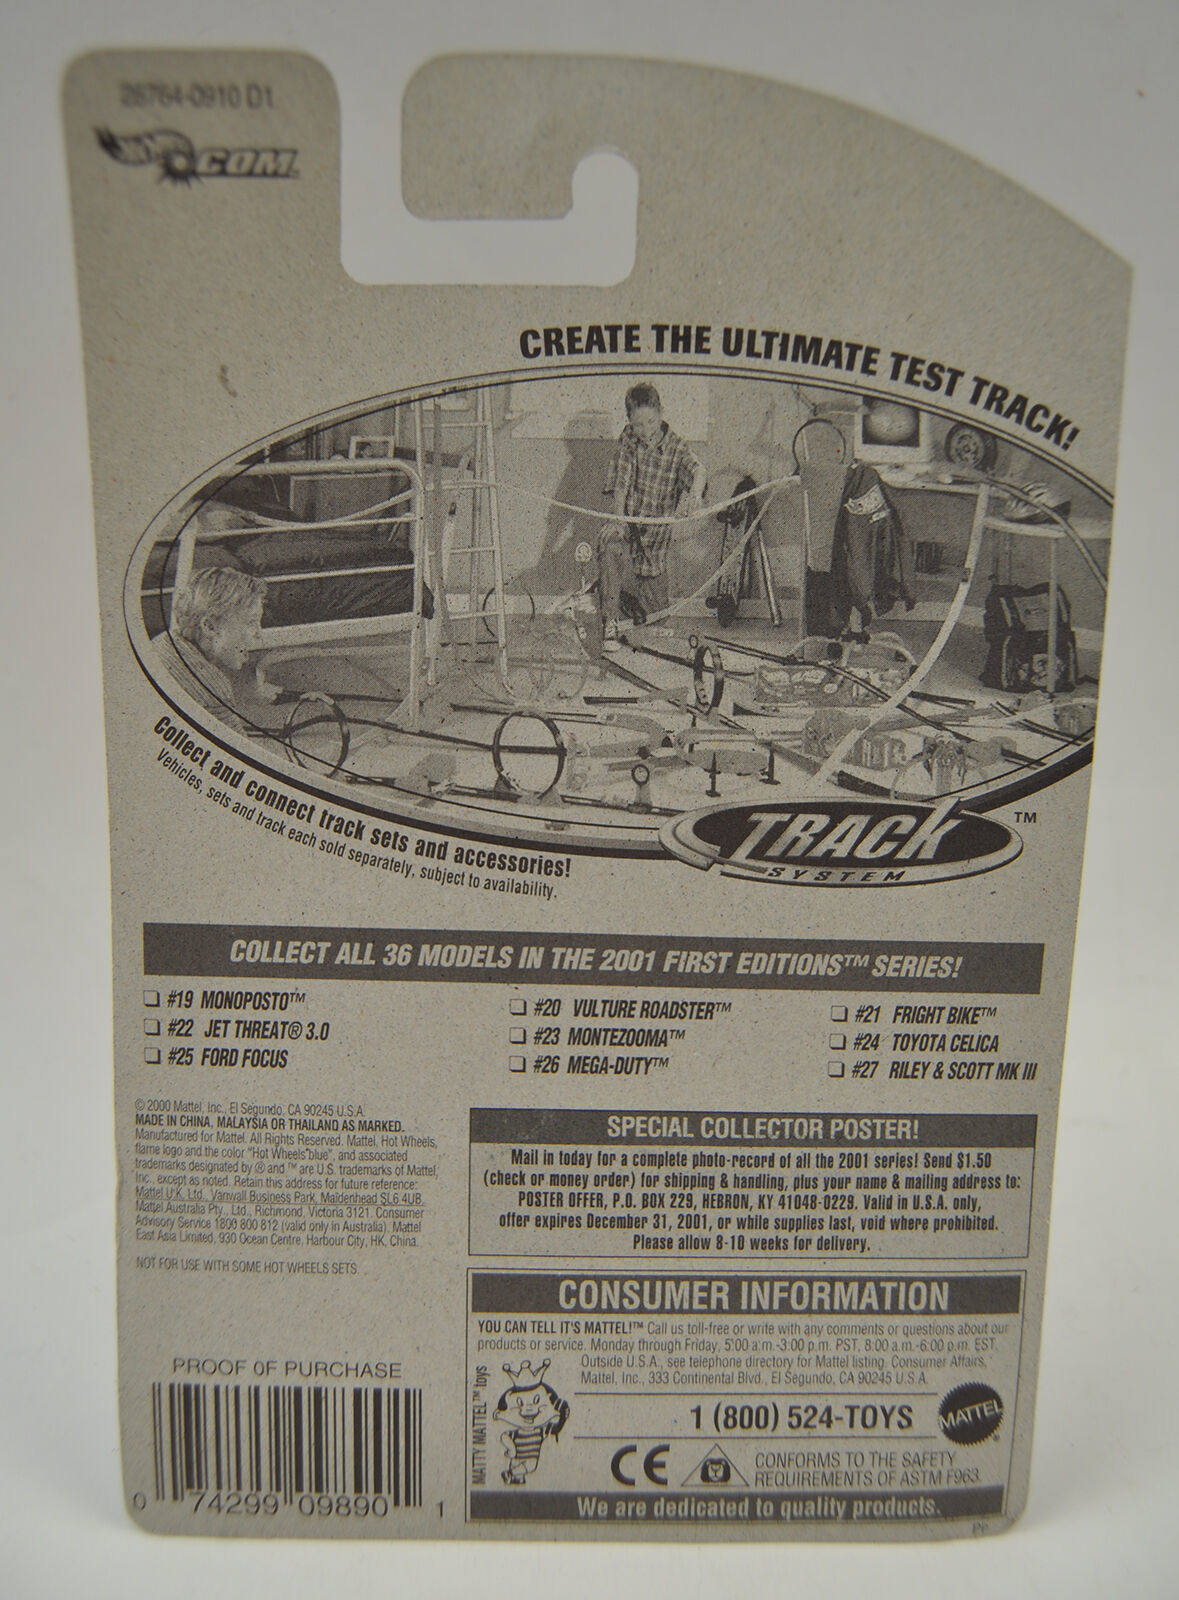 28764-0910 D1
HW.COM
CREATE THE ULTIMATE TEST TRACK!
Collect and connect track sets and accessories!
Vehicles, sets and track each sold separately, subject to availability.
TRACK ™
SYSTEM
COLLECT ALL 36 MODELS IN THE 2001 FIRST EDITIONS™ SERIES!
❏ #19 MONOPOSTO™
❏ #22 JET THREAT® 3.0
❏ #25 FORD FOCUS
❏ #20 VULTURE ROADSTER™
❏ #23 MONTEZOOMA™
❏ #26 MEGA-DUTY™
❏ #21 FRIGHT BIKE™
❏ #24 TOYOTA CELICA
❏ #27 RILEY & SCOTT MK III
© 2000 Mattel, Inc., El Segundo, CA 90245 U.S.A.
MADE IN CHINA, MALAYSIA OR THAILAND AS MARKED.
Manufactured for Mattel. All Rights Reserved. Mattel, Hot Wheels,
flame logo and the color "Hot Wheels blue", and associated
trademarks designated by ® and ™ are U.S. trademarks of Mattel,
Inc., except as noted. Retain this address for future reference:
Mattel U.K. Ltd., Vanwall Business Park, Maidenhead SL6 4UB.
Mattel Australia Pty., Ltd., Richmond, Victoria 3121. Consumer
Advisory Service 1800 800 812 (valid only in Australia). Mattel
East Asia Limited, 930 Ocean Centre, Harbour City, HK, China.
NOT FOR USE WITH SOME HOT WHEELS SETS.
SPECIAL COLLECTOR POSTER!
Mail in today for a complete photo-record of all the 2001 series! Send $1.50
(check or money order) for shipping & handling, plus your name & mailing address to:
POSTER OFFER, P.O. BOX 229, HEBRON, KY 41048-0229. Valid in U.S.A. only,
offer expires December 31, 2001, or while supplies last, void where prohibited.
Please allow 8-10 weeks for delivery.
CONSUMER INFORMATION
YOU CAN TELL IT'S MATTEL!™ Call us toll-free or write with any comments or questions about our
products or service. Monday through Friday, 5:00 a.m.-3:00 p.m. PST, 8:00 a.m.-6:00 p.m. EST.
Outside U.S.A., see telephone directory for Mattel listing. Consumer Affairs,
Mattel, Inc., 333 Continental Blvd., El Segundo, CA 90245 U.S.A.
MATTY MATTEL™ toys
1 (800) 524-TOYS
MATTEL®
CE
CONFORMS TO THE SAFETY
REQUIREMENTS OF ASTM F963.
We are dedicated to quality products.
PROOF OF PURCHASE
0 74299 09890 1
PP